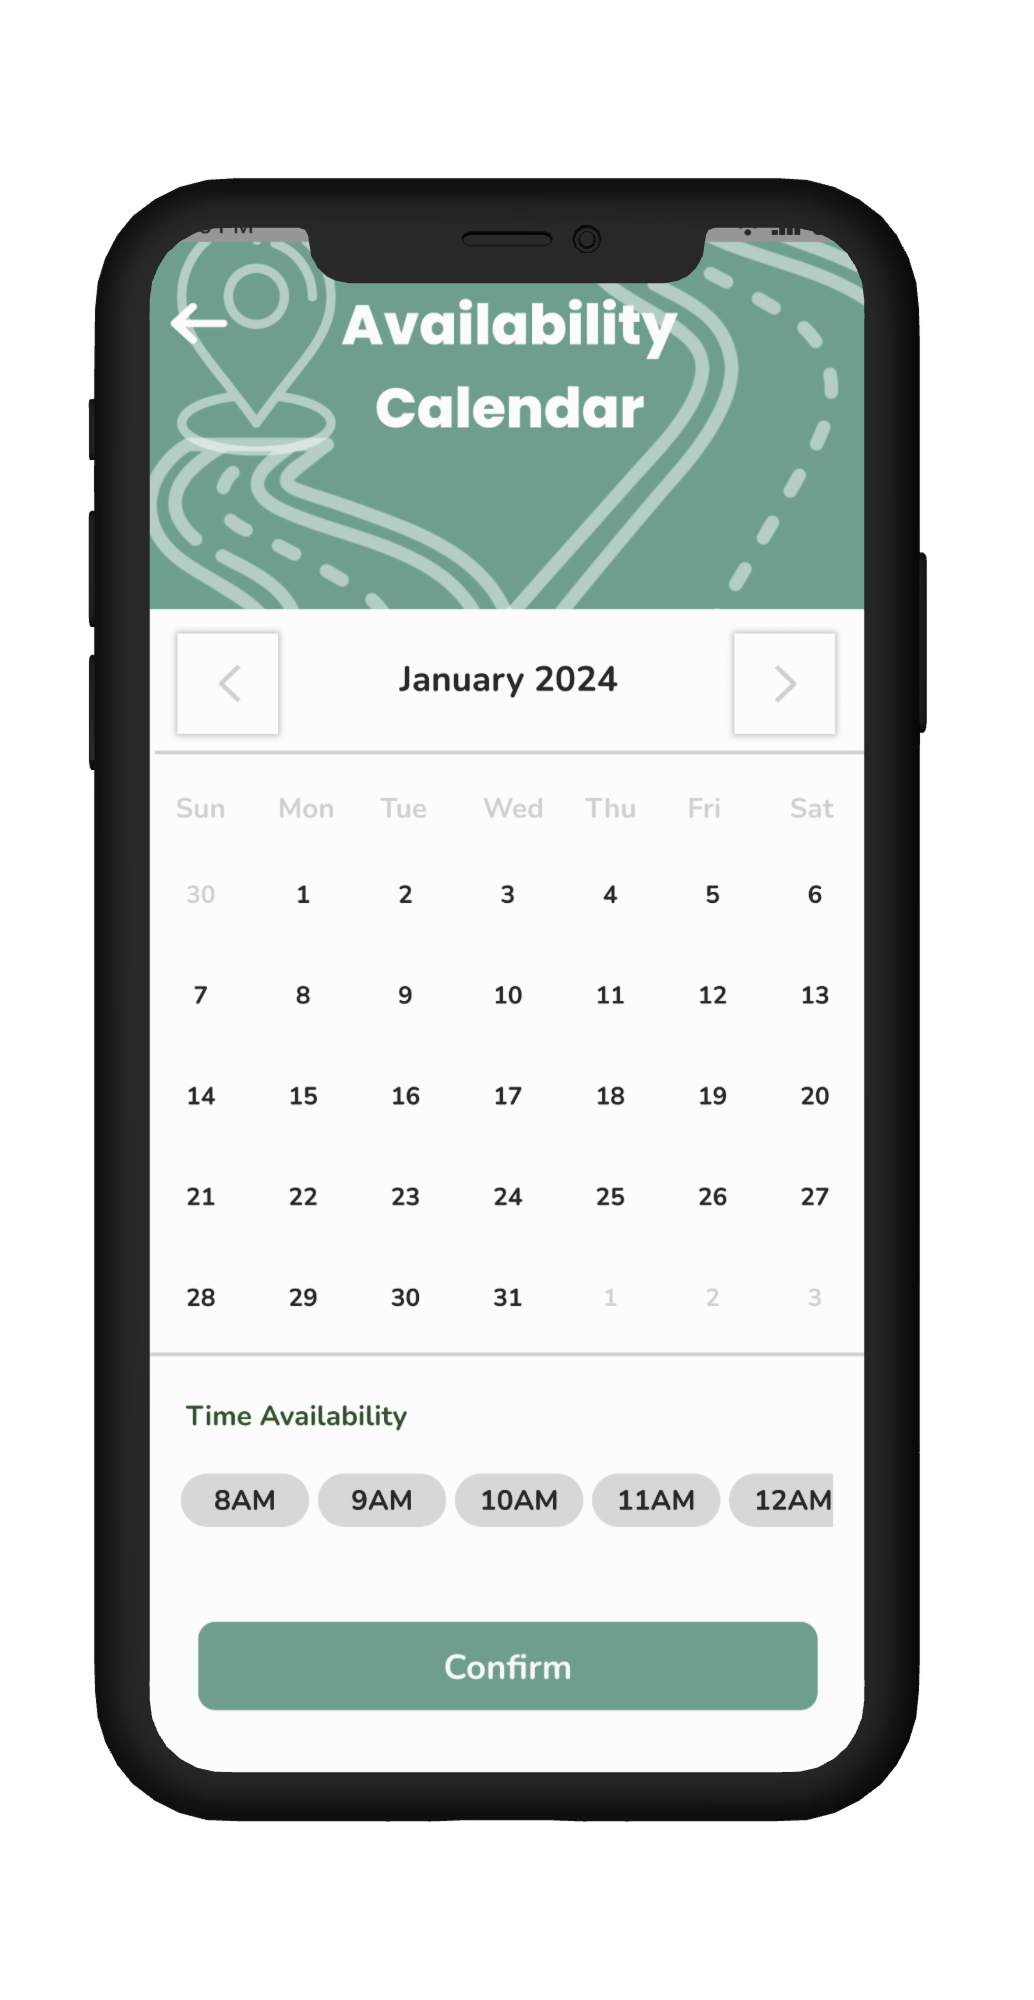 Availability
Calendar
January 2024
Sun Mon Tue Wed Thu Fri Sat
30 1 2 3 4 5 6
7 8 9 10 11 12 13
14 15 16 17 18 19 20
21 22 23 24 25 26 27
28 29 30 31 1 2 3
Time Availability
8AM 9AM 10AM 11AM 12AM
Confirm